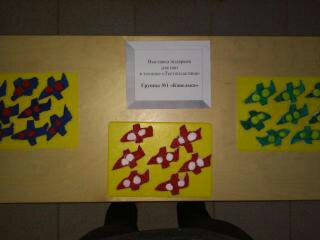 Выставка подарков
для пап
в технике «Тестопластика»
Группа №1 «Капелька»